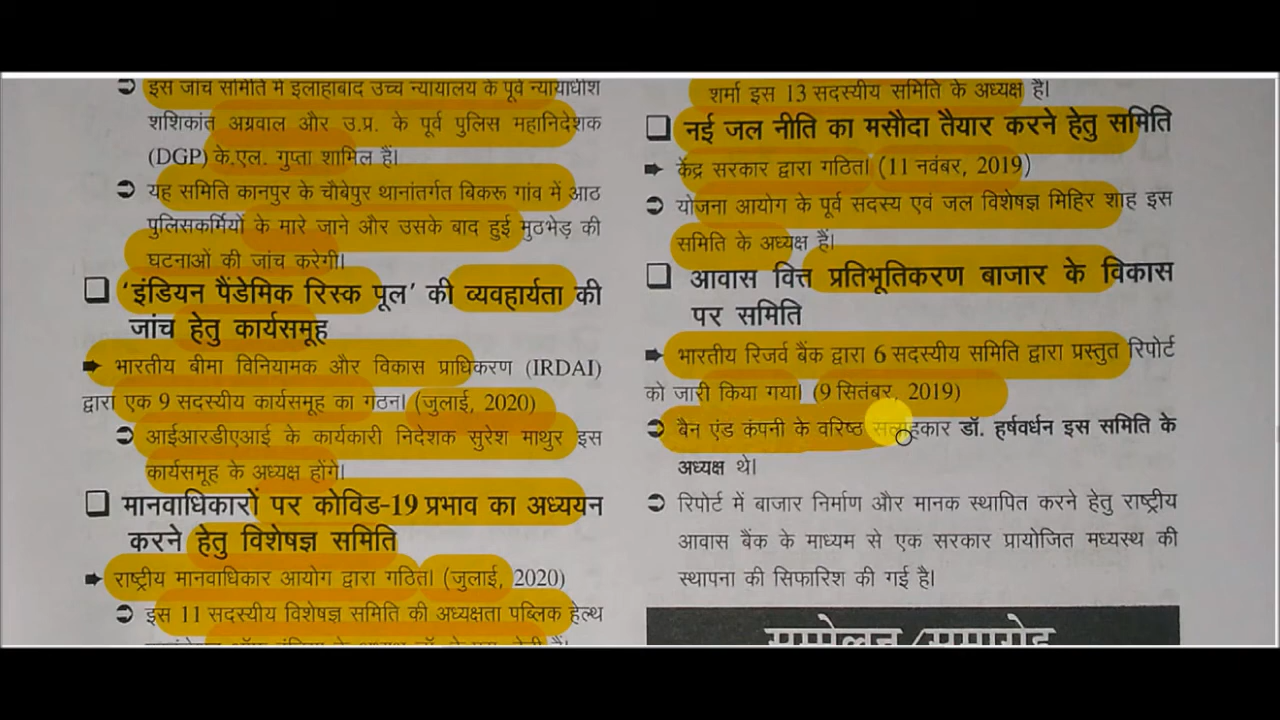 इस जांच समिति में इलाहाबाद उच्च न्यायालय के पूर्व न्यायाधीश
शशिकांत अग्रवाल और उ.प्र. के पूर्व पुलिस महानिदेशक
(DGP) के.एल. गुप्ता शामिल हैं।
यह समिति कानपुर के चौबेपुर थानांतर्गत बिकरू गांव में आठ
पुलिसकर्मियों के मारे जाने और उसके बाद हुई मुठभेड़ की
घटनाओं की जांच करेगी।
❑ 'इंडियन पैंडेमिक रिस्क पूल' की व्यवहार्यता की
जांच हेतु कार्यसमूह
भारतीय बीमा विनियामक और विकास प्राधिकरण (IRDAI)
द्वारा एक 9 सदस्यीय कार्यसमूह का गठन। (जुलाई, 2020)
आईआरडीएआई के कार्यकारी निदेशक सुरेश माथुर इस
कार्यसमूह के अध्यक्ष होंगे।
❑ मानवाधिकारों पर कोविड-19 प्रभाव का अध्ययन
करने हेतु विशेषज्ञ समिति
राष्ट्रीय मानवाधिकार आयोग द्वारा गठित। (जुलाई, 2020)
इस 11 सदस्यीय विशेषज्ञ समिति की अध्यक्षता पब्लिक हेल्थ
शर्मा इस 13 सदस्यीय समिति के अध्यक्ष हैं।
❑ नई जल नीति का मसौदा तैयार करने हेतु समिति
केंद्र सरकार द्वारा गठित। (11 नवंबर, 2019)
योजना आयोग के पूर्व सदस्य एवं जल विशेषज्ञ मिहिर शाह इस
समिति के अध्यक्ष हैं।
❑ आवास वित्त प्रतिभूतिकरण बाजार के विकास
पर समिति
भारतीय रिजर्व बैंक द्वारा 6 सदस्यीय समिति द्वारा प्रस्तुत रिपोर्ट
को जारी किया गया। (9 सितंबर, 2019)
बैन एंड कंपनी के वरिष्ठ सलाहकार डॉ. हर्षवर्धन इस समिति के
अध्यक्ष थे।
रिपोर्ट में बाजार निर्माण और मानक स्थापित करने हेतु राष्ट्रीय
आवास बैंक के माध्यम से एक सरकार प्रायोजित मध्यस्थ की
स्थापना की सिफारिश की गई है।
सम्मेलन/समारोह